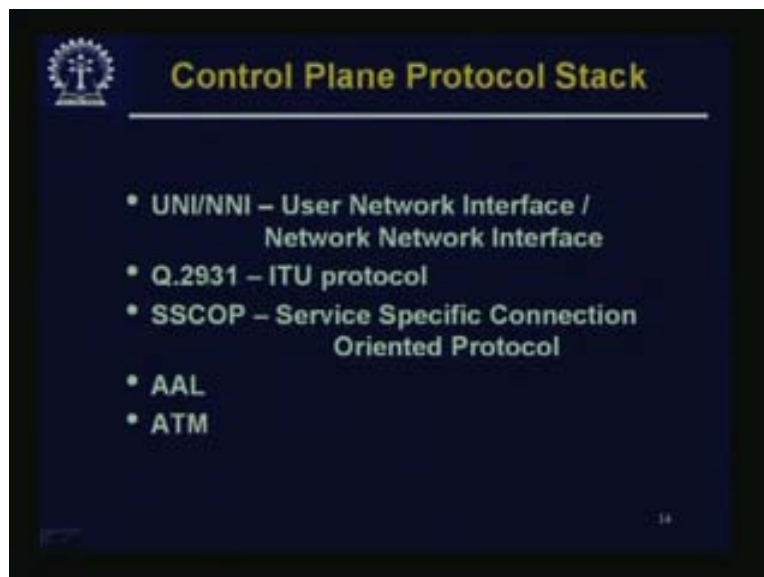 Control Plane Protocol Stack
• UNI/NNI – User Network Interface /
Network Network Interface
• Q.2931 – ITU protocol
• SSCOP – Service Specific Connection
Oriented Protocol
• AAL
• ATM